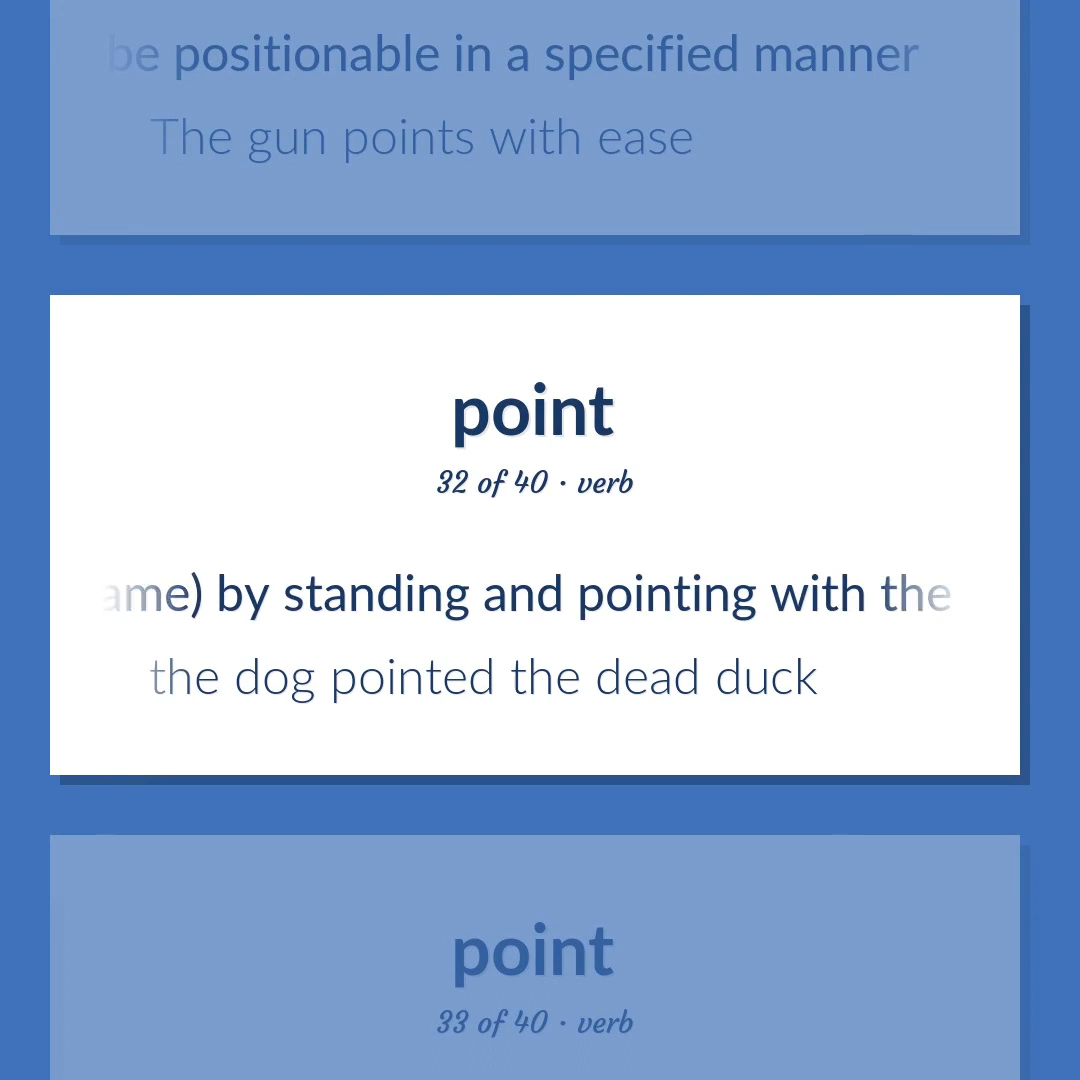 be positionable in a specified manner
The gun points with ease
point
32 of 40 · verb
ame) by standing and pointing with the
the dog pointed the dead duck
point
33 of 40 · verb